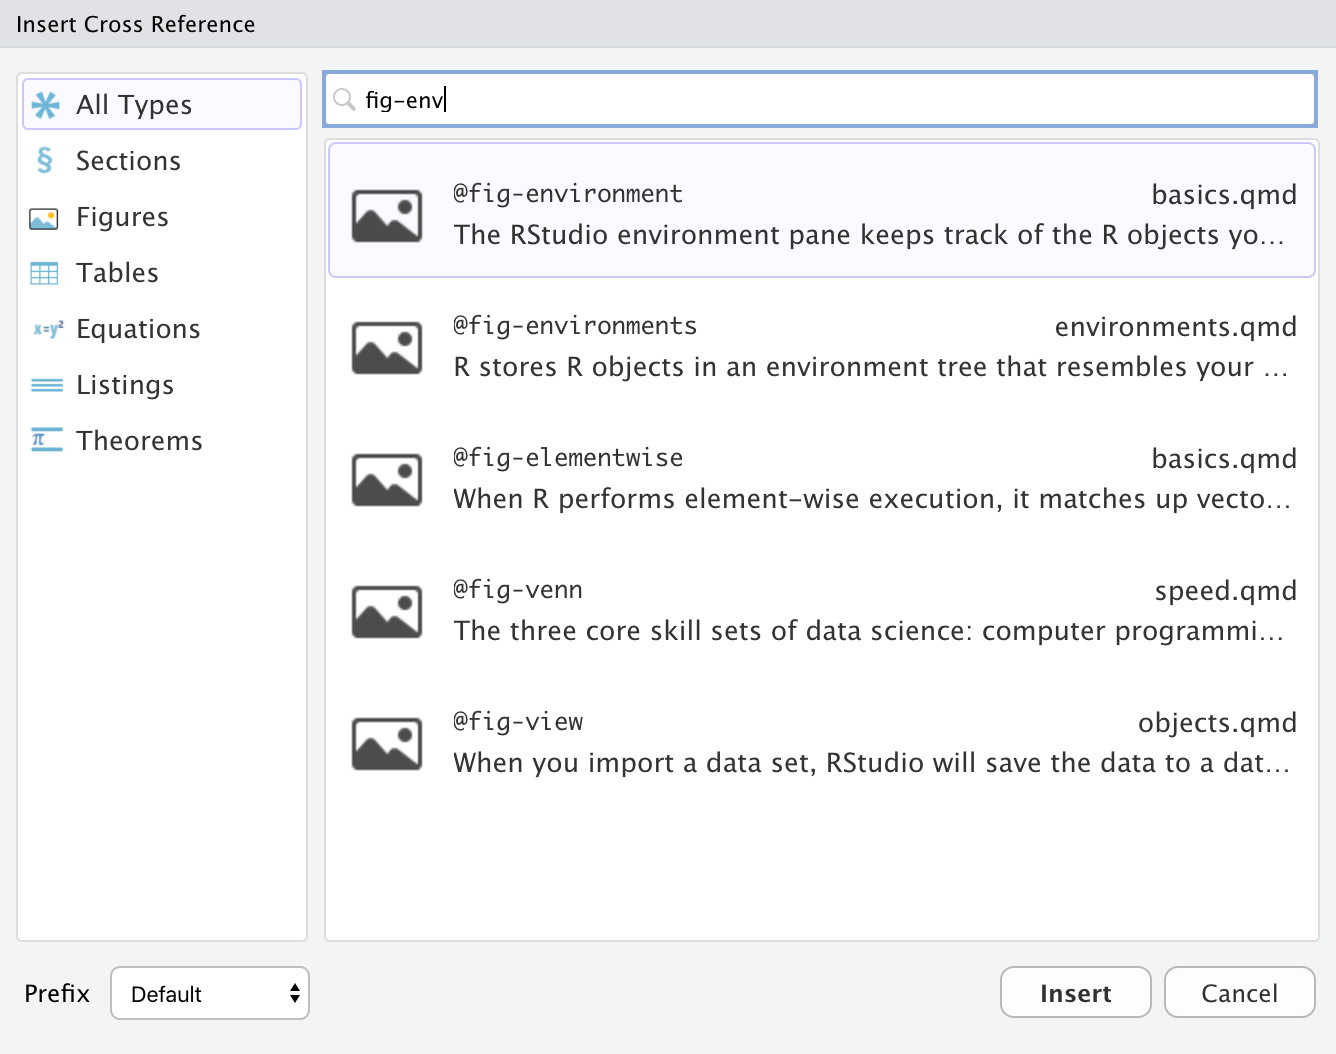 Insert Cross Reference
All Types
Sections
Figures
Tables
x=y² Equations
Listings
π Theorems
fig-env
@fig-environment basics.qmd
The RStudio environment pane keeps track of the R objects yo...
@fig-environments environments.qmd
R stores R objects in an environment tree that resembles your ...
@fig-elementwise basics.qmd
When R performs element-wise execution, it matches up vecto...
@fig-venn speed.qmd
The three core skill sets of data science: computer programmi...
@fig-view objects.qmd
When you import a data set, RStudio will save the data to a dat...
Prefix Default Insert Cancel